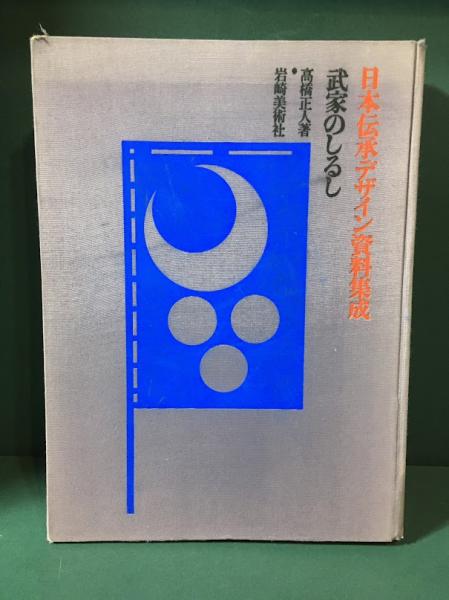 日本伝承デザイン資料集成
武家のしるし
高橋正人著
●
岩崎美術社